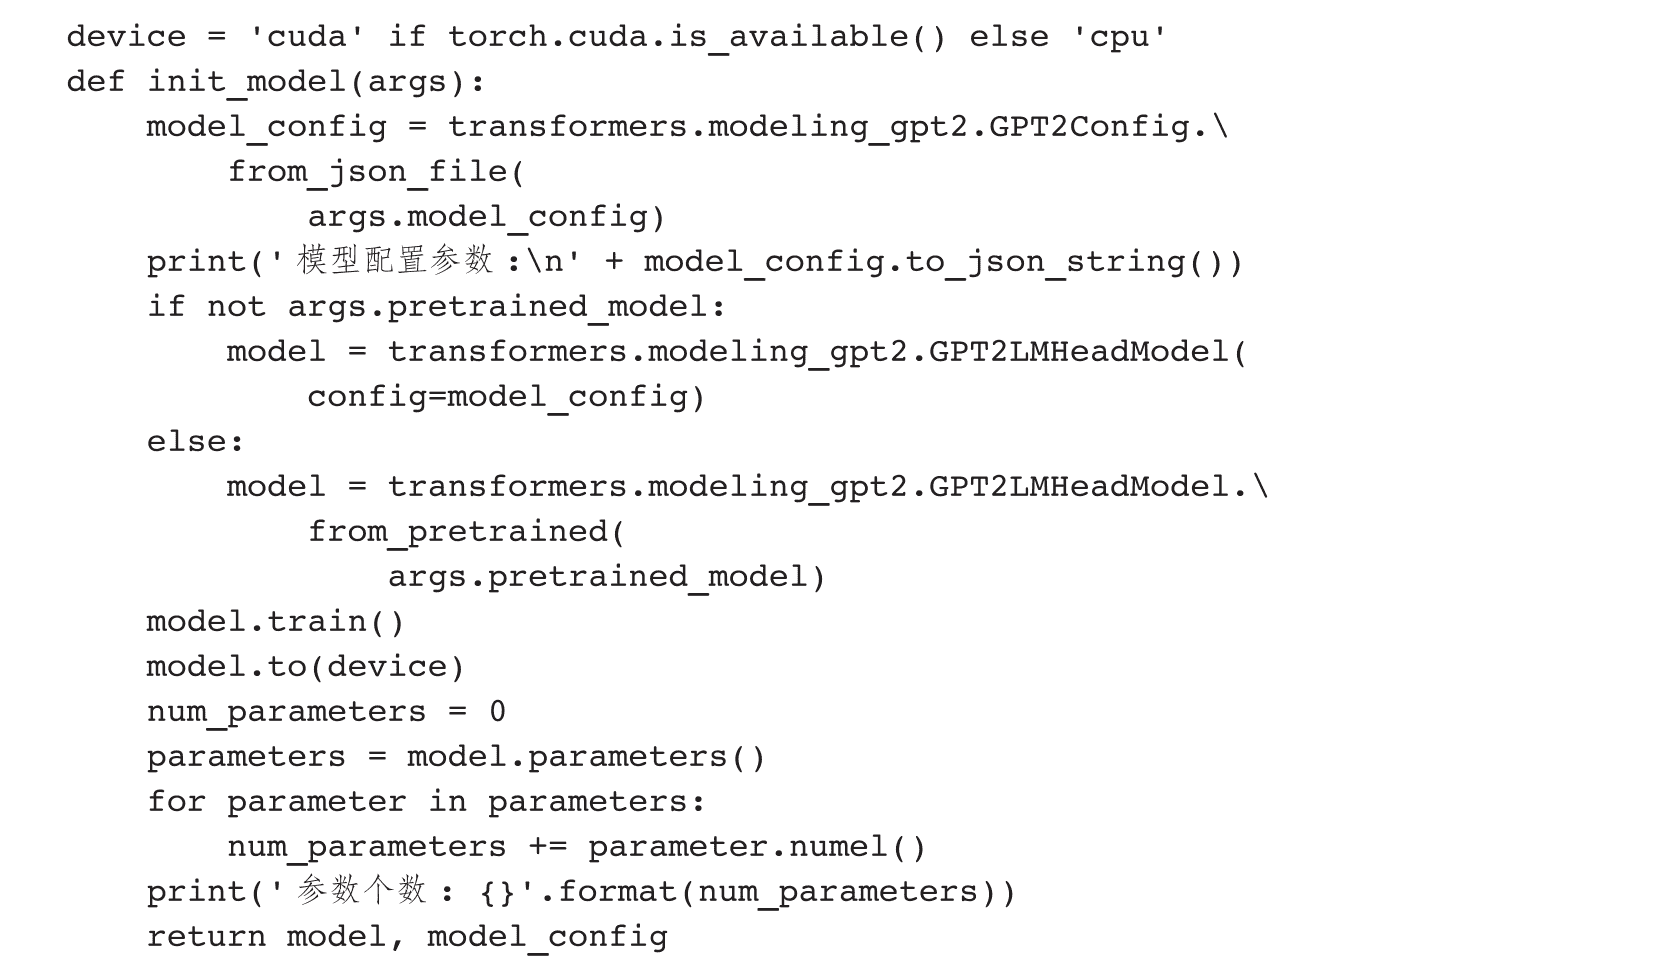 device = 'cuda' if torch.cuda.is_available() else 'cpu'
def init_model(args):
    model_config = transformers.modeling_gpt2.GPT2Config.\
        from_json_file(
            args.model_config)
    print('模型配置参数:\n' + model_config.to_json_string())
    if not args.pretrained_model:
        model = transformers.modeling_gpt2.GPT2LMHeadModel(
            config=model_config)
    else:
        model = transformers.modeling_gpt2.GPT2LMHeadModel.\
            from_pretrained(
                args.pretrained_model)
    model.train()
    model.to(device)
    num_parameters = 0
    parameters = model.parameters()
    for parameter in parameters:
        num_parameters += parameter.numel()
    print('参数个数: {}'.format(num_parameters))
    return model, model_config